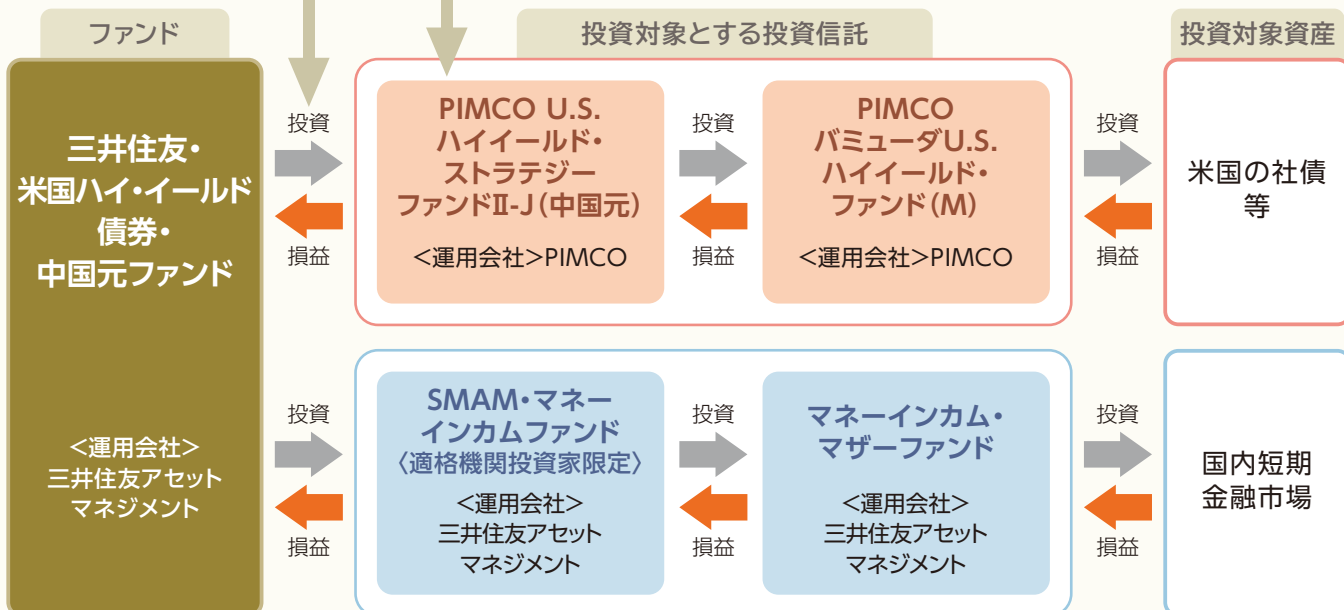 ファンド
投資対象とする投資信託
投資対象資産
三井住友・
米国ハイ・イールド
債券・
中国元ファンド
<運用会社>
三井住友アセット
マネジメント
投資
損益
PIMCO U.S.
ハイイールド・
ストラテジー
ファンドⅡ-J（中国元）
<運用会社>PIMCO
投資
損益
PIMCO
バミューダU.S.
ハイイールド・
ファンド（M）
<運用会社>PIMCO
投資
損益
米国の社債
等
投資
損益
SMAM・マネー
インカムファンド
〈適格機関投資家限定〉
<運用会社>
三井住友アセット
マネジメント
投資
損益
マネーインカム・
マザーファンド
<運用会社>
三井住友アセット
マネジメント
投資
損益
国内短期
金融市場